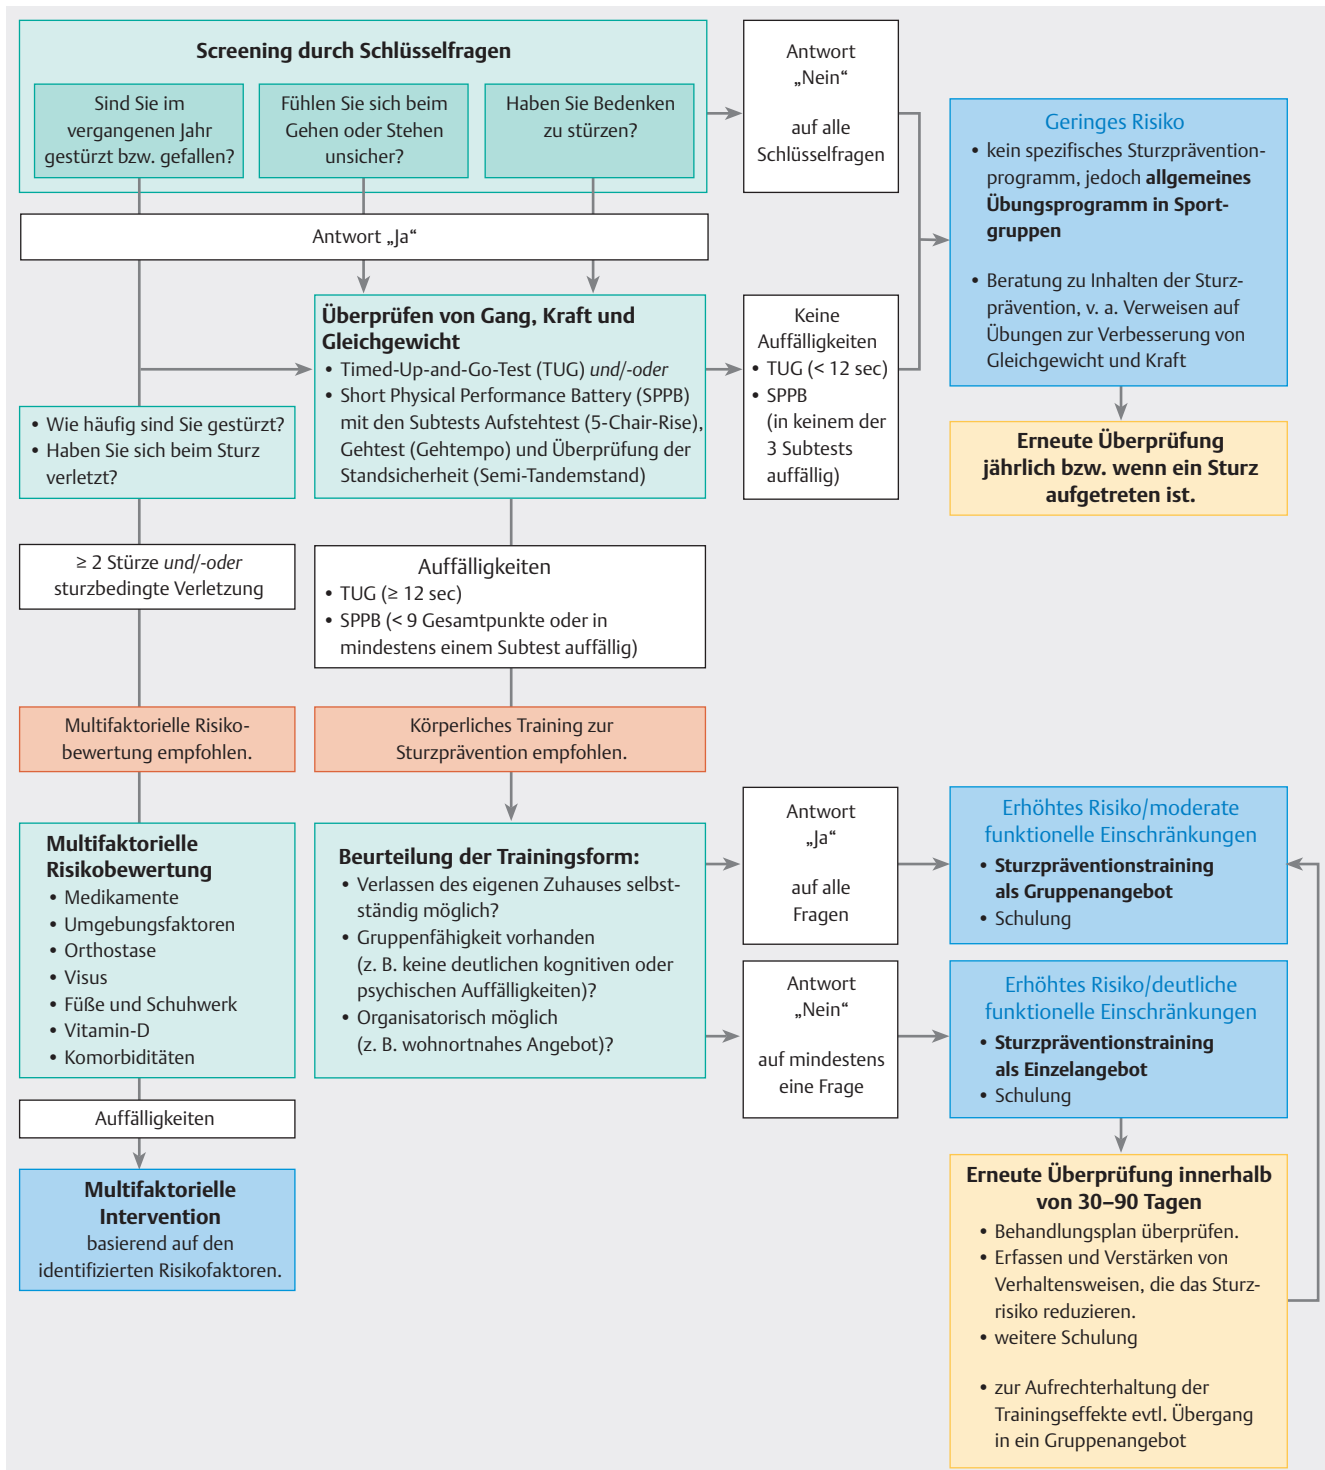 Screening durch Schlüsselfragen
Sind Sie im
vergangenen Jahr
gestürzt bzw. gefallen?
Fühlen Sie sich beim
Gehen oder Stehen
unsicher?
Haben Sie Bedenken
zu stürzen?
Antwort
„Nein“
auf alle
Schlüsselfragen
Geringes Risiko
• kein spezifisches Sturzprävention-
programm, jedoch allgemeines
Übungsprogramm in Sport-
gruppen
• Beratung zu Inhalten der Sturz-
prävention, v. a. Verweisen auf
Übungen zur Verbesserung von
Gleichgewicht und Kraft
Antwort „Ja“
Überprüfen von Gang, Kraft und
Gleichgewicht
• Timed-Up-and-Go-Test (TUG) und/-oder
• Short Physical Performance Battery (SPPB)
mit den Subtests Aufstehtest (5-Chair-Rise),
Gehtest (Gehtempo) und Überprüfung der
Standsicherheit (Semi-Tandemstand)
Keine
Auffälligkeiten
• TUG (< 12 sec)
• SPPB
(in keinem der
3 Subtests
auffällig)
Erneute Überprüfung
jährlich bzw. wenn ein Sturz
aufgetreten ist.
• Wie häufig sind Sie gestürzt?
• Haben Sie sich beim Sturz
verletzt?
≥ 2 Stürze und/-oder
sturzbedingte Verletzung
Auffälligkeiten
• TUG (≥ 12 sec)
• SPPB (< 9 Gesamtpunkte oder in
mindestens einem Subtest auffällig)
Multifaktorielle Risiko-
bewertung empfohlen.
Körperliches Training zur
Sturzprävention empfohlen.
Multifaktorielle
Risikobewertung
• Medikamente
• Umgebungsfaktoren
• Orthostase
• Visus
• Füße und Schuhwerk
• Vitamin-D
• Komorbiditäten
Beurteilung der Trainingsform:
• Verlassen des eigenen Zuhauses selbst-
ständig möglich?
• Gruppenfähigkeit vorhanden
(z. B. keine deutlichen kognitiven oder
psychischen Auffälligkeiten)?
• Organisatorisch möglich
(z. B. wohnortnahes Angebot)?
Antwort
„Ja“
auf alle
Fragen
Erhöhtes Risiko/moderate
funktionelle Einschränkungen
• Sturzpräventionstraining
als Gruppenangebot
• Schulung
Antwort
„Nein“
auf mindestens
eine Frage
Erhöhtes Risiko/deutliche
funktionelle Einschränkungen
• Sturzpräventionstraining
als Einzelangebot
• Schulung
Auffälligkeiten
Multifaktorielle
Intervention
basierend auf den
identifizierten Risikofaktoren.
Erneute Überprüfung innerhalb
von 30–90 Tagen
• Behandlungsplan überprüfen.
• Erfassen und Verstärken von
Verhaltensweisen, die das Sturz-
risiko reduzieren.
• weitere Schulung
• zur Aufrechterhaltung der
Trainingseffekte evtl. Übergang
in ein Gruppenangebot